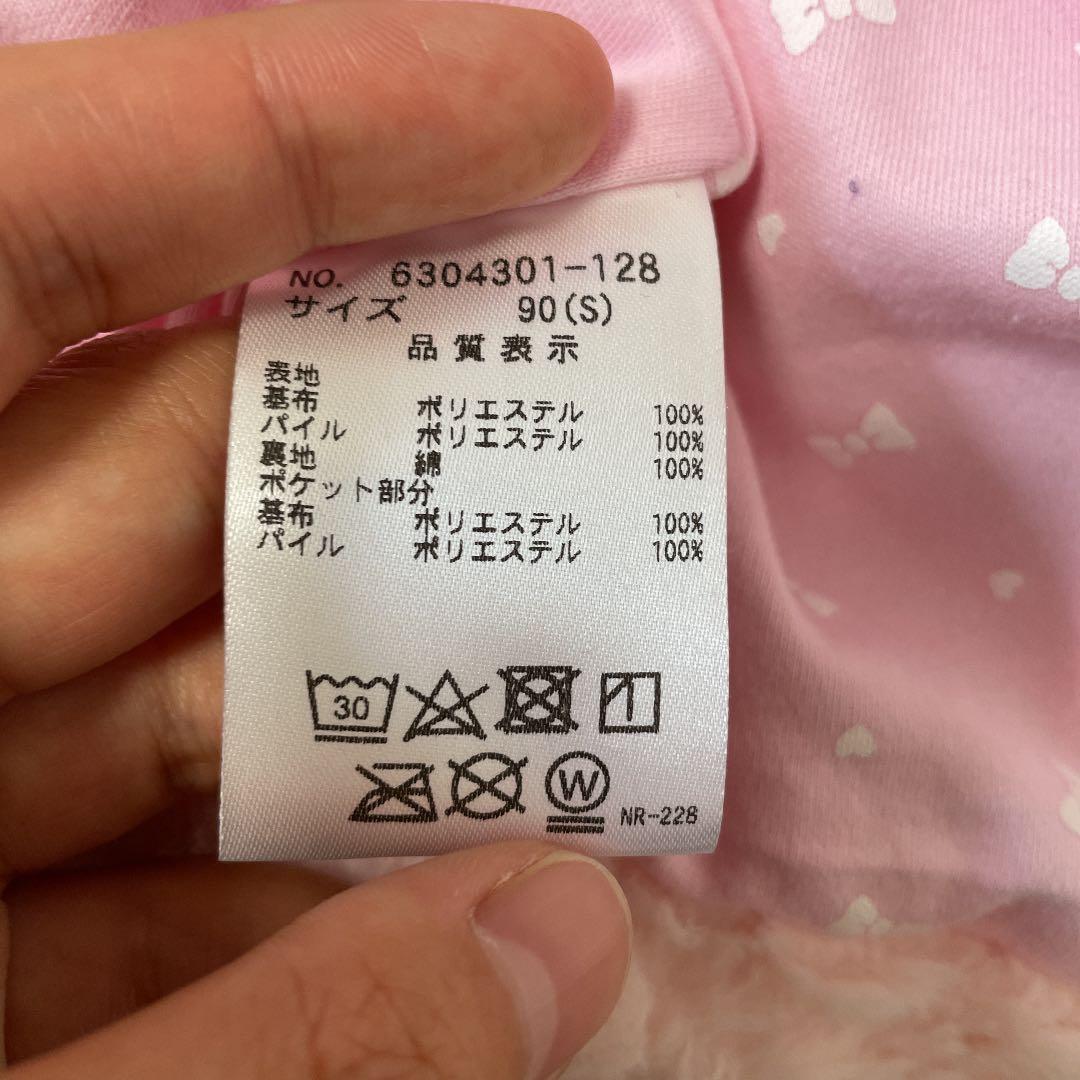 NO. 6304301-128
サイズ 90(S)
品質表示
表地
基布 ポリエステル 100%
パイル ポリエステル 100%
裏地 綿 100%
ポケット部分
基布 ポリエステル 100%
パイル ポリエステル 100%
30
W NR-228